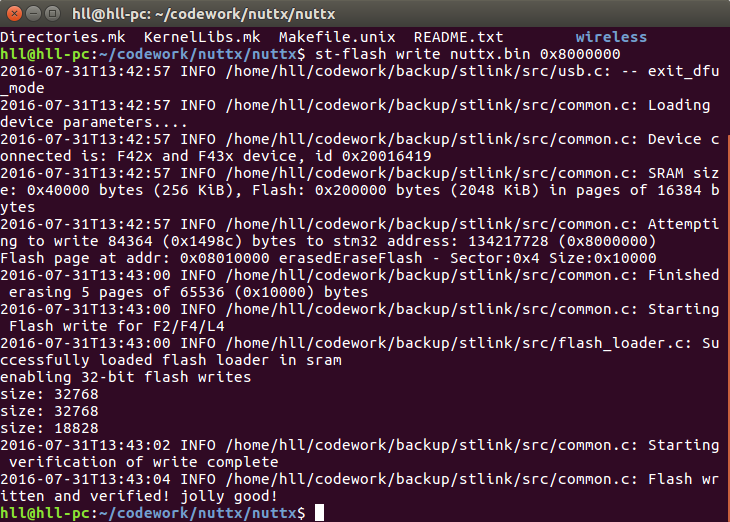 hll@hll-pc: ~/codework/nuttx/nuttx
Directories.mk  KernelLibs.mk  Makefile.unix  README.txt        wireless
hll@hll-pc:~/codework/nuttx/nuttx$ st-flash write nuttx.bin 0x8000000
2016-07-31T13:42:57 INFO /home/hll/codework/backup/stlink/src/usb.c: -- exit_dfu
_mode
2016-07-31T13:42:57 INFO /home/hll/codework/backup/stlink/src/common.c: Loading
device parameters....
2016-07-31T13:42:57 INFO /home/hll/codework/backup/stlink/src/common.c: Device c
onnected is: F42x and F43x device, id 0x20016419
2016-07-31T13:42:57 INFO /home/hll/codework/backup/stlink/src/common.c: SRAM siz
e: 0x40000 bytes (256 KiB), Flash: 0x200000 bytes (2048 KiB) in pages of 16384 b
ytes
2016-07-31T13:42:57 INFO /home/hll/codework/backup/stlink/src/common.c: Attempti
ng to write 84364 (0x1498c) bytes to stm32 address: 134217728 (0x8000000)
Flash page at addr: 0x08010000 erasedEraseFlash - Sector:0x4 Size:0x10000
2016-07-31T13:43:00 INFO /home/hll/codework/backup/stlink/src/common.c: Finished
 erasing 5 pages of 65536 (0x10000) bytes
2016-07-31T13:43:00 INFO /home/hll/codework/backup/stlink/src/common.c: Starting
 Flash write for F2/F4/L4
2016-07-31T13:43:00 INFO /home/hll/codework/backup/stlink/src/flash_loader.c: Su
ccessfully loaded flash loader in sram
enabling 32-bit flash writes
size: 32768
size: 32768
size: 18828
2016-07-31T13:43:02 INFO /home/hll/codework/backup/stlink/src/common.c: Starting
 verification of write complete
2016-07-31T13:43:04 INFO /home/hll/codework/backup/stlink/src/common.c: Flash wr
itten and verified! jolly good!
hll@hll-pc:~/codework/nuttx/nuttx$